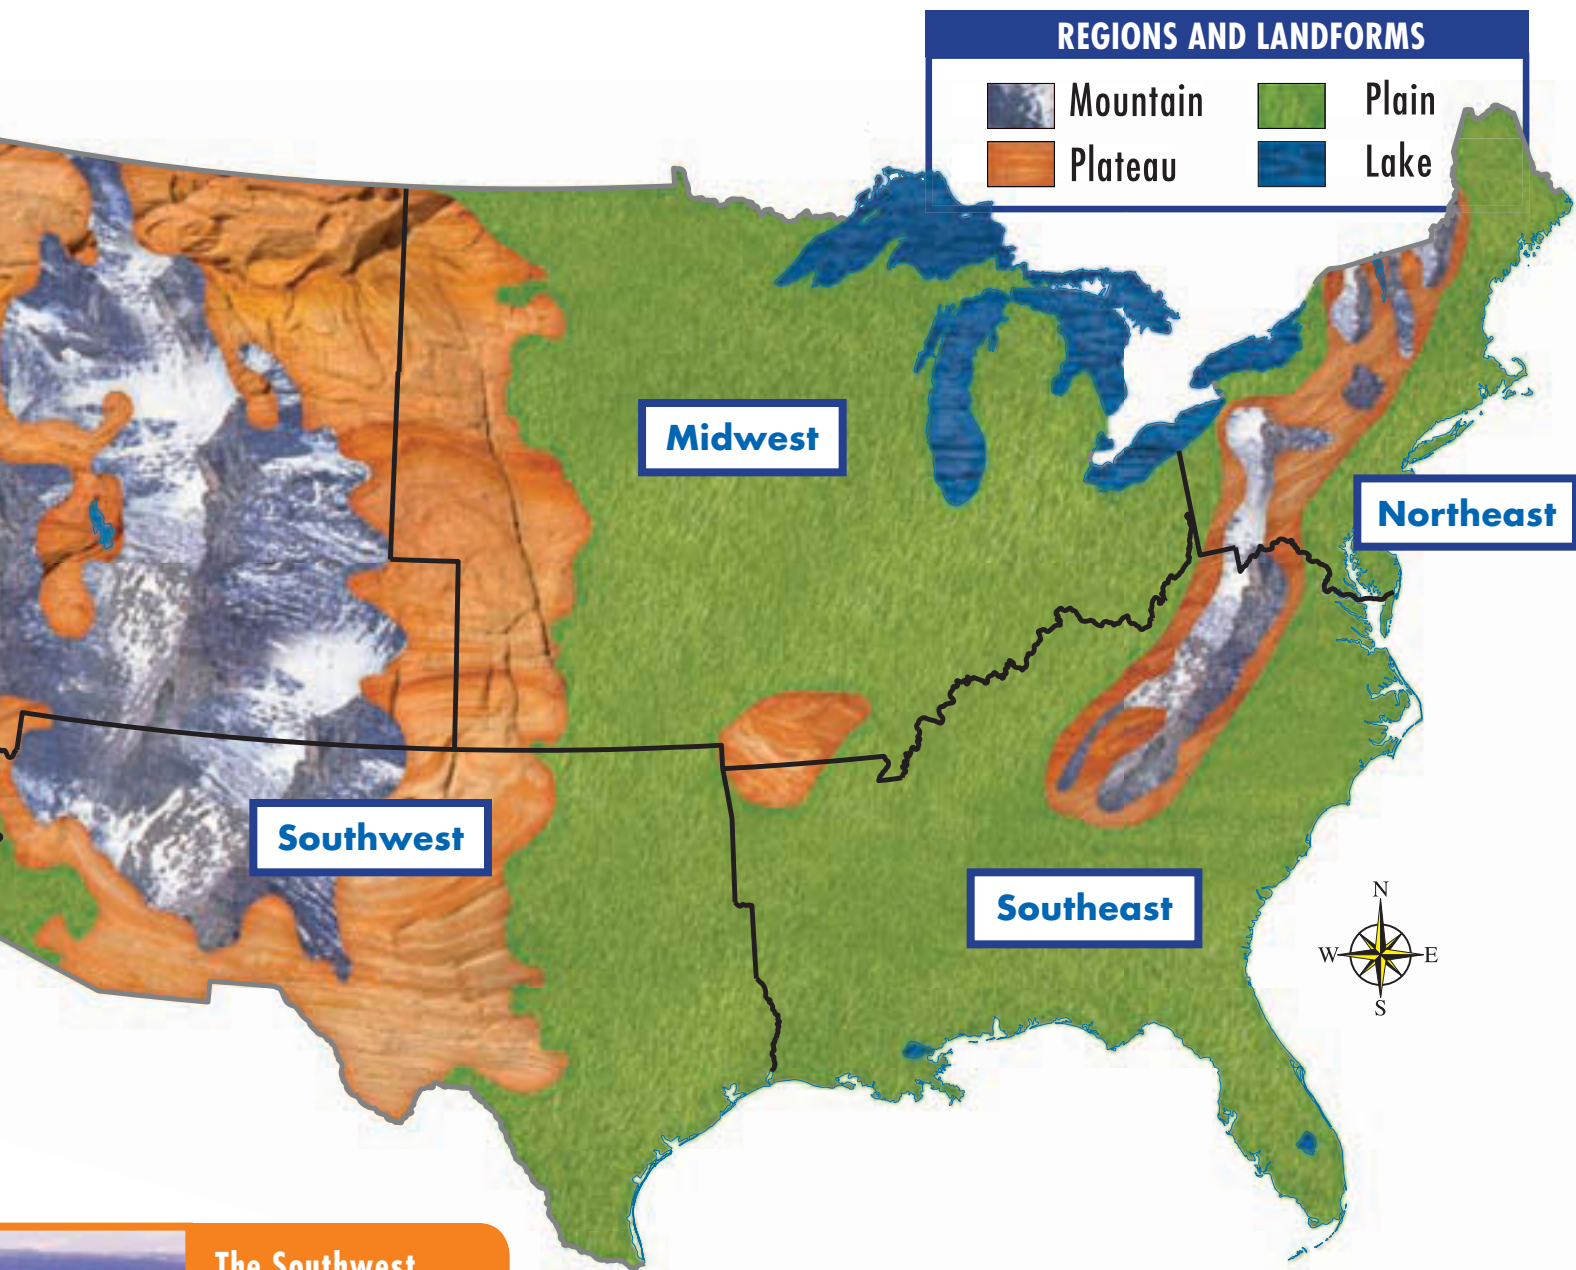 REGIONS AND LANDFORMS
Mountain
Plain
Plateau
Lake
Midwest
Northeast
Southwest
Southeast
N
W
E
S
The Southwest